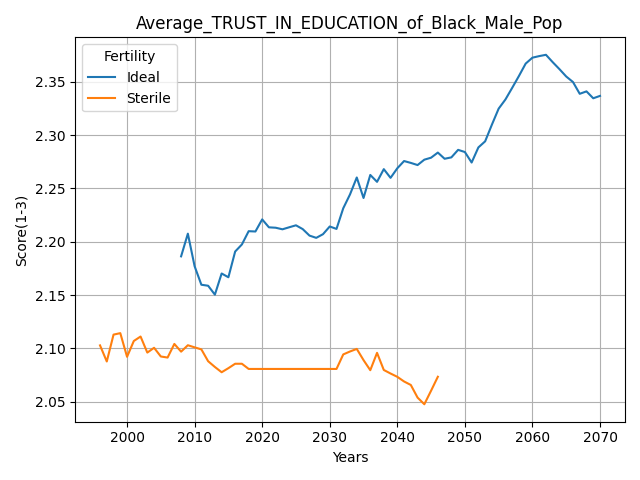 Average_TRUST_IN_EDUCATION_of_Black_Male_Pop
Fertility
Ideal
Sterile
Score(1-3)
2.35
2.30
2.25
2.20
2.15
2.10
2.05
2000 2010 2020 2030 2040 2050 2060 2070
Years